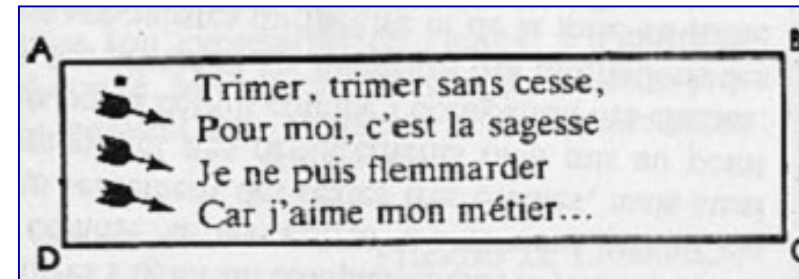 A B
Trimer, trimer sans cesse,
Pour moi, c'est la sagesse
Je ne puis flemmarder
Car j'aime mon métier...
D C